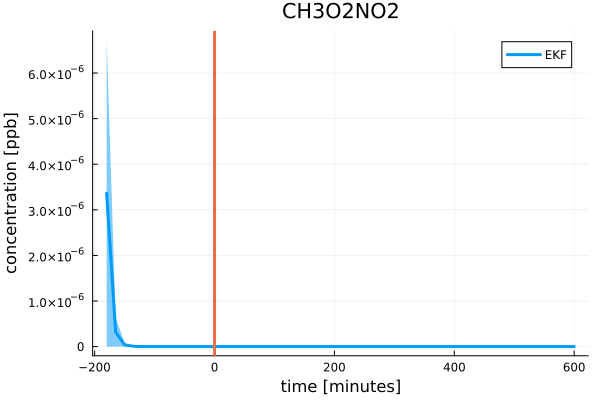 CH3O2NO2
EKF
6.0×10⁻⁶
5.0×10⁻⁶
4.0×10⁻⁶
3.0×10⁻⁶
2.0×10⁻⁶
1.0×10⁻⁶
0
concentration [ppb]
−200 0 200 400 600
time [minutes]